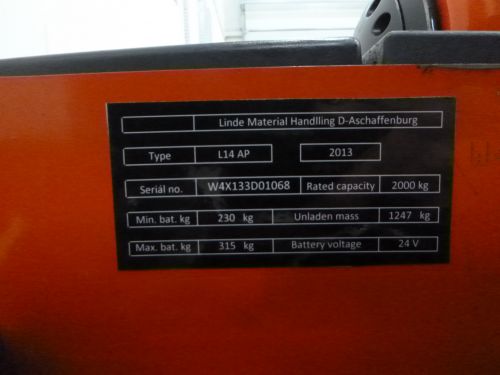 Linde Material Handlling D-Aschaffenburg
Type L14 AP 2013
Seriál no. W4X133D01068 Rated capacity 2000 kg
Min. bat. kg 230 kg Unladen mass 1247 kg
Max. bat. kg 315 kg Battery voltage 24 V